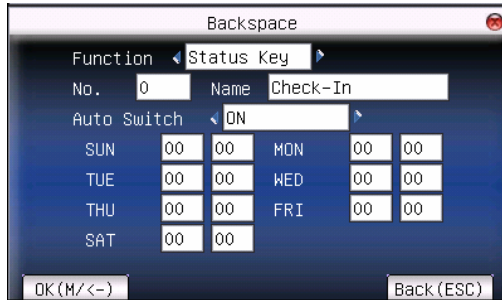 Backspace
Function Status Key
No. 0 Name Check-In
Auto Switch ON
SUN 00 00 MON 00 00
TUE 00 00 WED 00 00
THU 00 00 FRI 00 00
SAT 00 00
OK(M/<-) Back(ESC)